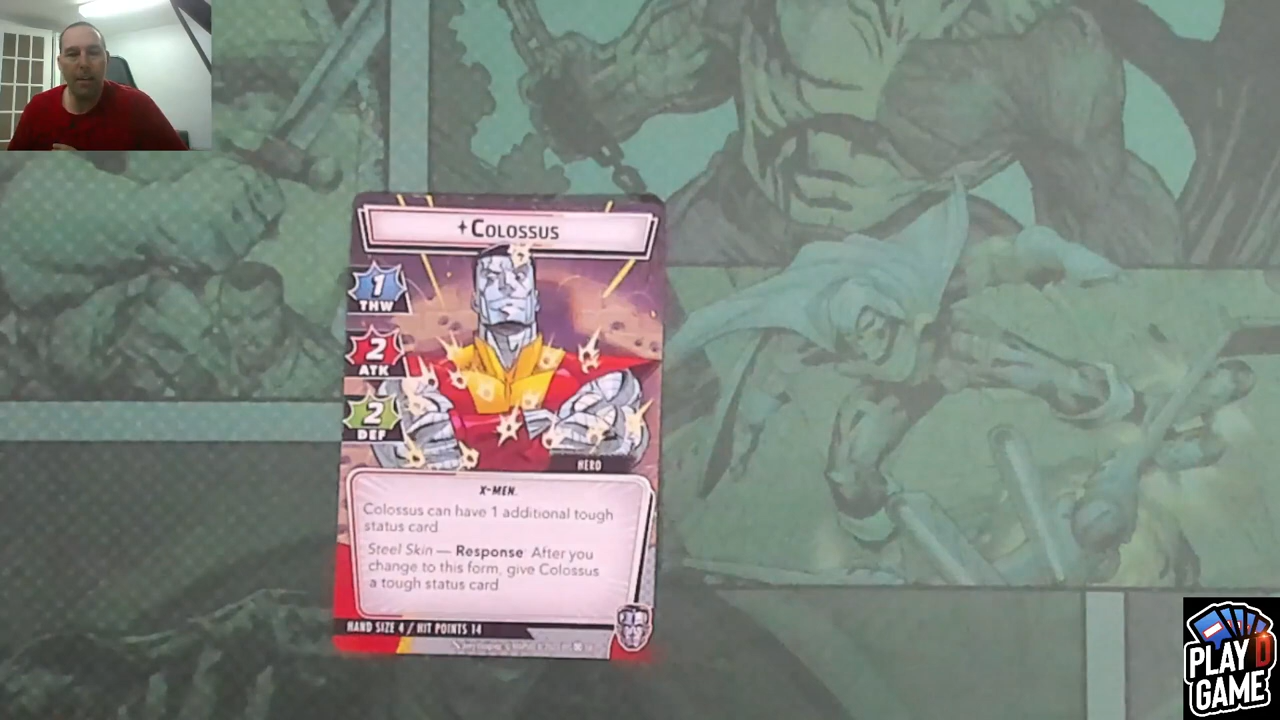 COLOSSUS
1
THW
2
ATK
2
DEF
HERO
X-MEN.
Colossus can have 1 additional tough
status card
Steel Skin — Response: After you
change to this form, give Colossus
a tough status card
HAND SIZE 4 / HIT POINTS 14
PLAY D
GAME